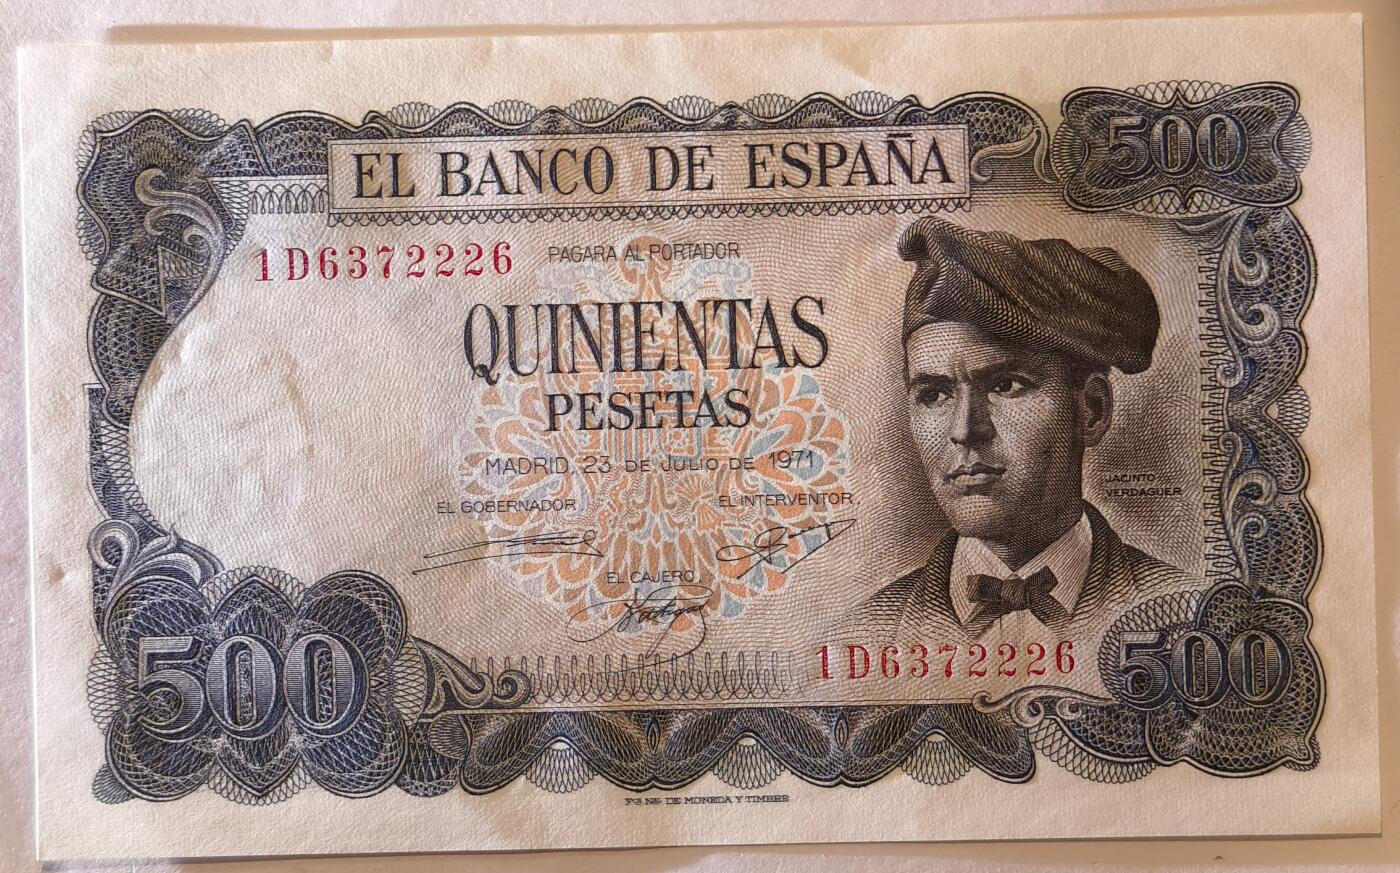 EL BANCO DE ESPAÑA
500
1D6372226
PAGARA AL PORTADOR
QUINIENTAS
PESETAS
MADRID, 23 DE JULIO DE 1971
EL GOBERNADOR,
EL INTERVENTOR,
JACINTO
VERDAGUER
EL CAJERO,
1D6372226
500
500
Fca. Nal. DE MONEDA Y TIMBRE